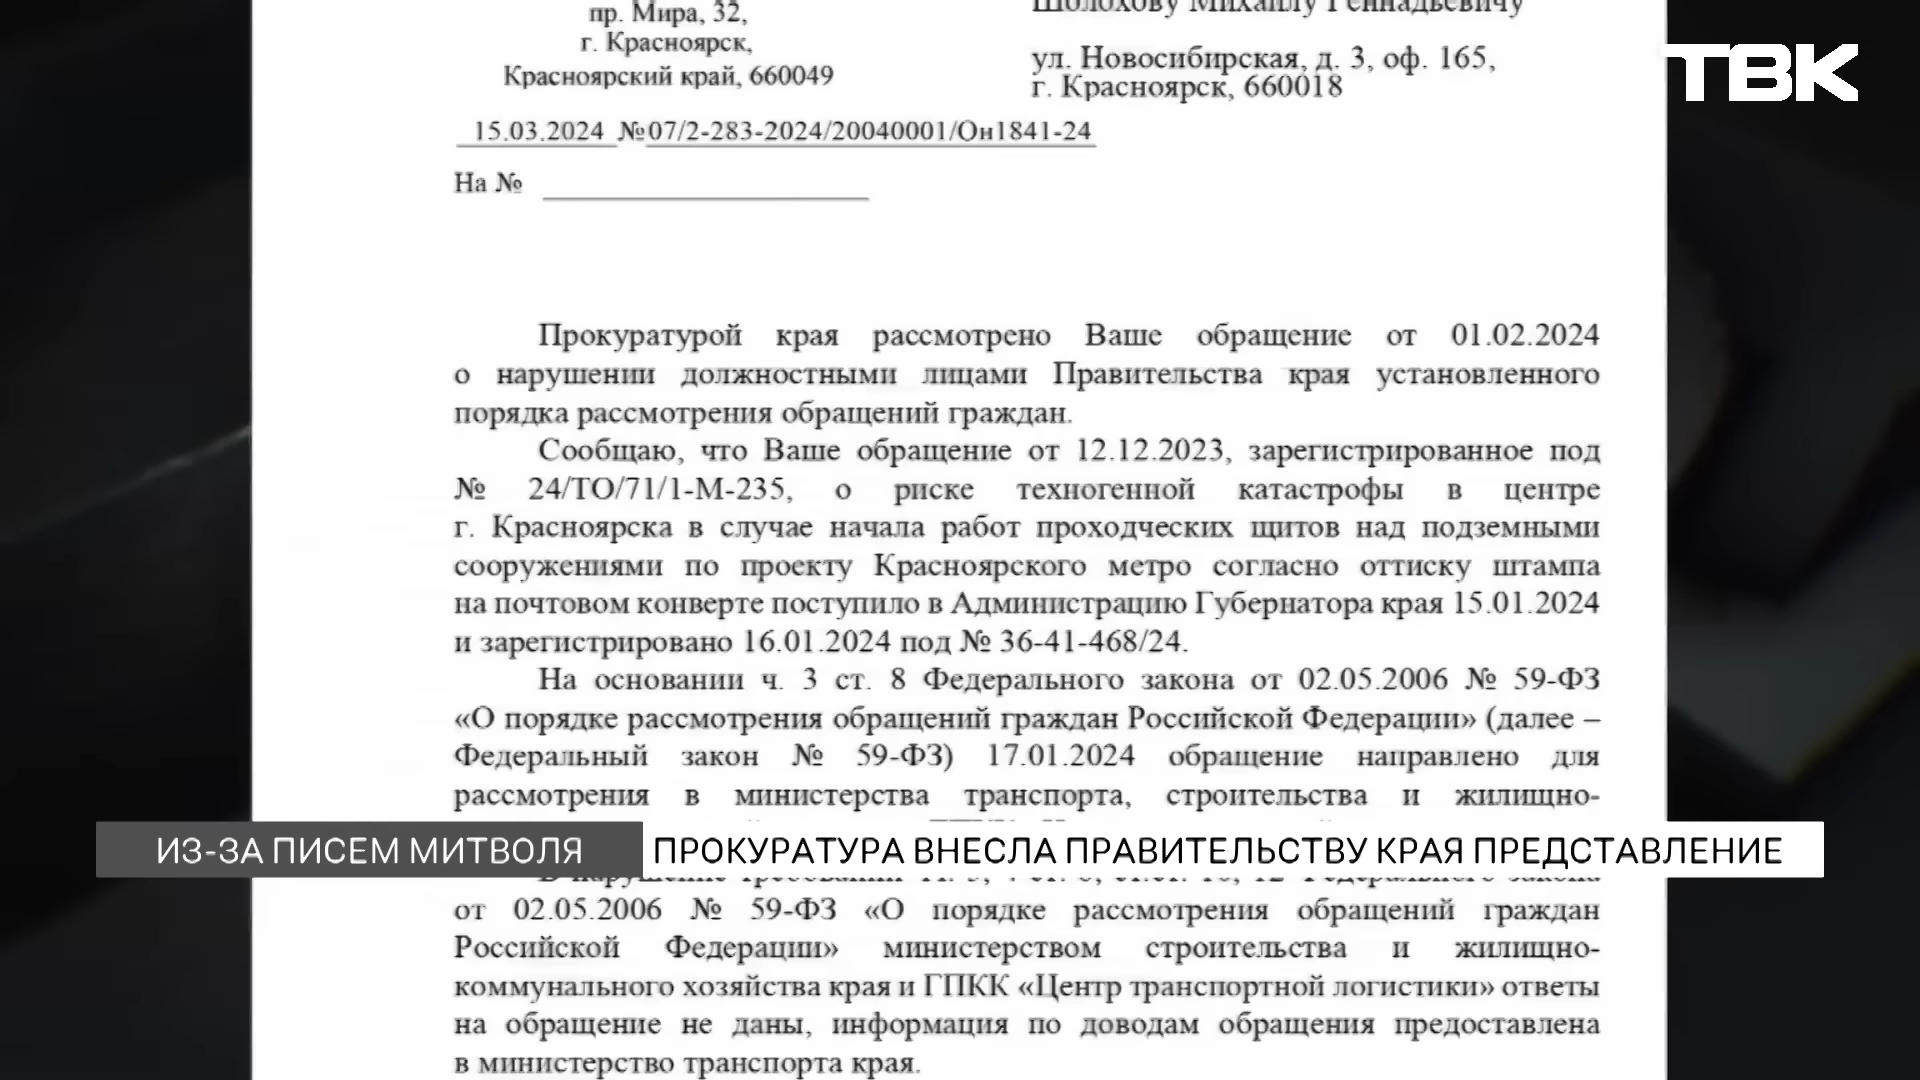 пр. Мира, 32,
г. Красноярск,
Красноярский край, 660049
Шолохову Михаилу Геннадьевичу
ул. Новосибирская, д. 3, оф. 165,
г. Красноярск, 660018
ТВК
15.03.2024 №07/2-283-2024/20040001/Он1841-24
На №
Прокуратурой края рассмотрено Ваше обращение от 01.02.2024
о нарушении должностными лицами Правительства края установленного
порядка рассмотрения обращений граждан.
Сообщаю, что Ваше обращение от 12.12.2023, зарегистрированное под
№ 24/ТО/71/1-М-235, о риске техногенной катастрофы в центре
г. Красноярска в случае начала работ проходческих щитов над подземными
сооружениями по проекту Красноярского метро согласно оттиску штампа
на почтовом конверте поступило в Администрацию Губернатора края 15.01.2024
и зарегистрировано 16.01.2024 под № 36-41-468/24.
На основании ч. 3 ст. 8 Федерального закона от 02.05.2006 № 59-ФЗ
«О порядке рассмотрения обращений граждан Российской Федерации» (далее –
Федеральный закон № 59-ФЗ) 17.01.2024 обращение направлено для
рассмотрения в министерства транспорта, строительства и жилищно-
ИЗ-ЗА ПИСЕМ МИТВОЛЯ
ПРОКУРАТУРА ВНЕСЛА ПРАВИТЕЛЬСТВУ КРАЯ ПРЕДСТАВЛЕНИЕ
от 02.05.2006 № 59-ФЗ «О порядке рассмотрения обращений граждан
Российской Федерации» министерством строительства и жилищно-
коммунального хозяйства края и ГПКК «Центр транспортной логистики» ответы
на обращение не даны, информация по доводам обращения предоставлена
в министерство транспорта края.